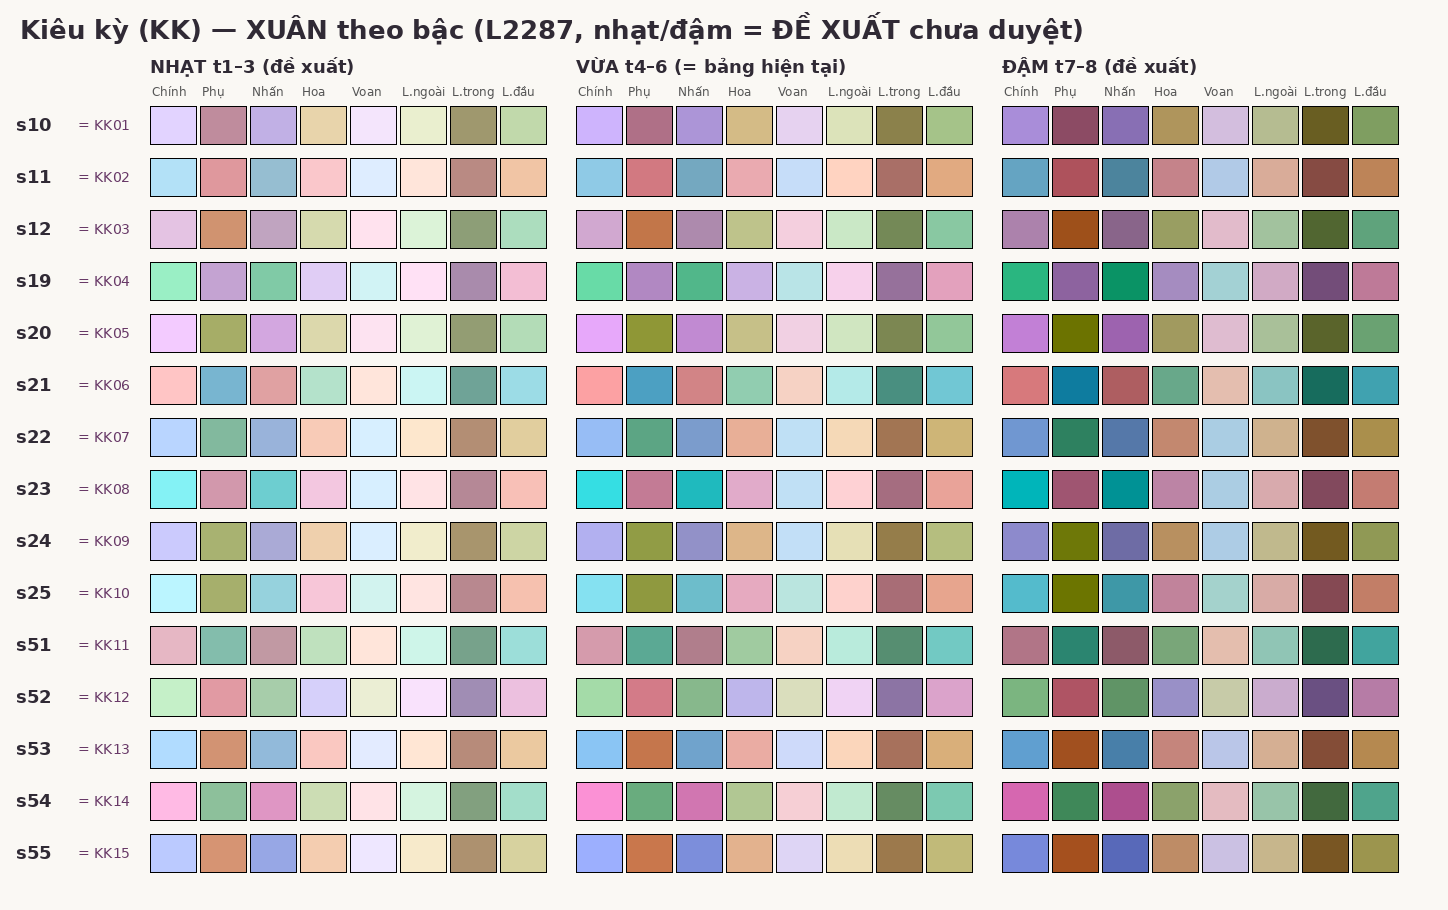 Kiêu kỳ (KK) — XUÂN theo bậc (L2287, nhạt/đậm = ĐỀ XUẤT chưa duyệt)
NHẠT t1–3 (đề xuất) VỪA t4–6 (= bảng hiện tại) ĐẬM t7–8 (đề xuất)
Chính Phụ Nhấn Hoa Voan L.ngoài L.trong L.đầu Chính Phụ Nhấn Hoa Voan L.ngoài L.trong L.đầu Chính Phụ Nhấn Hoa Voan L.ngoài L.trong L.đầu
s10 = KK01
s11 = KK02
s12 = KK03
s19 = KK04
s20 = KK05
s21 = KK06
s22 = KK07
s23 = KK08
s24 = KK09
s25 = KK10
s51 = KK11
s52 = KK12
s53 = KK13
s54 = KK14
s55 = KK15